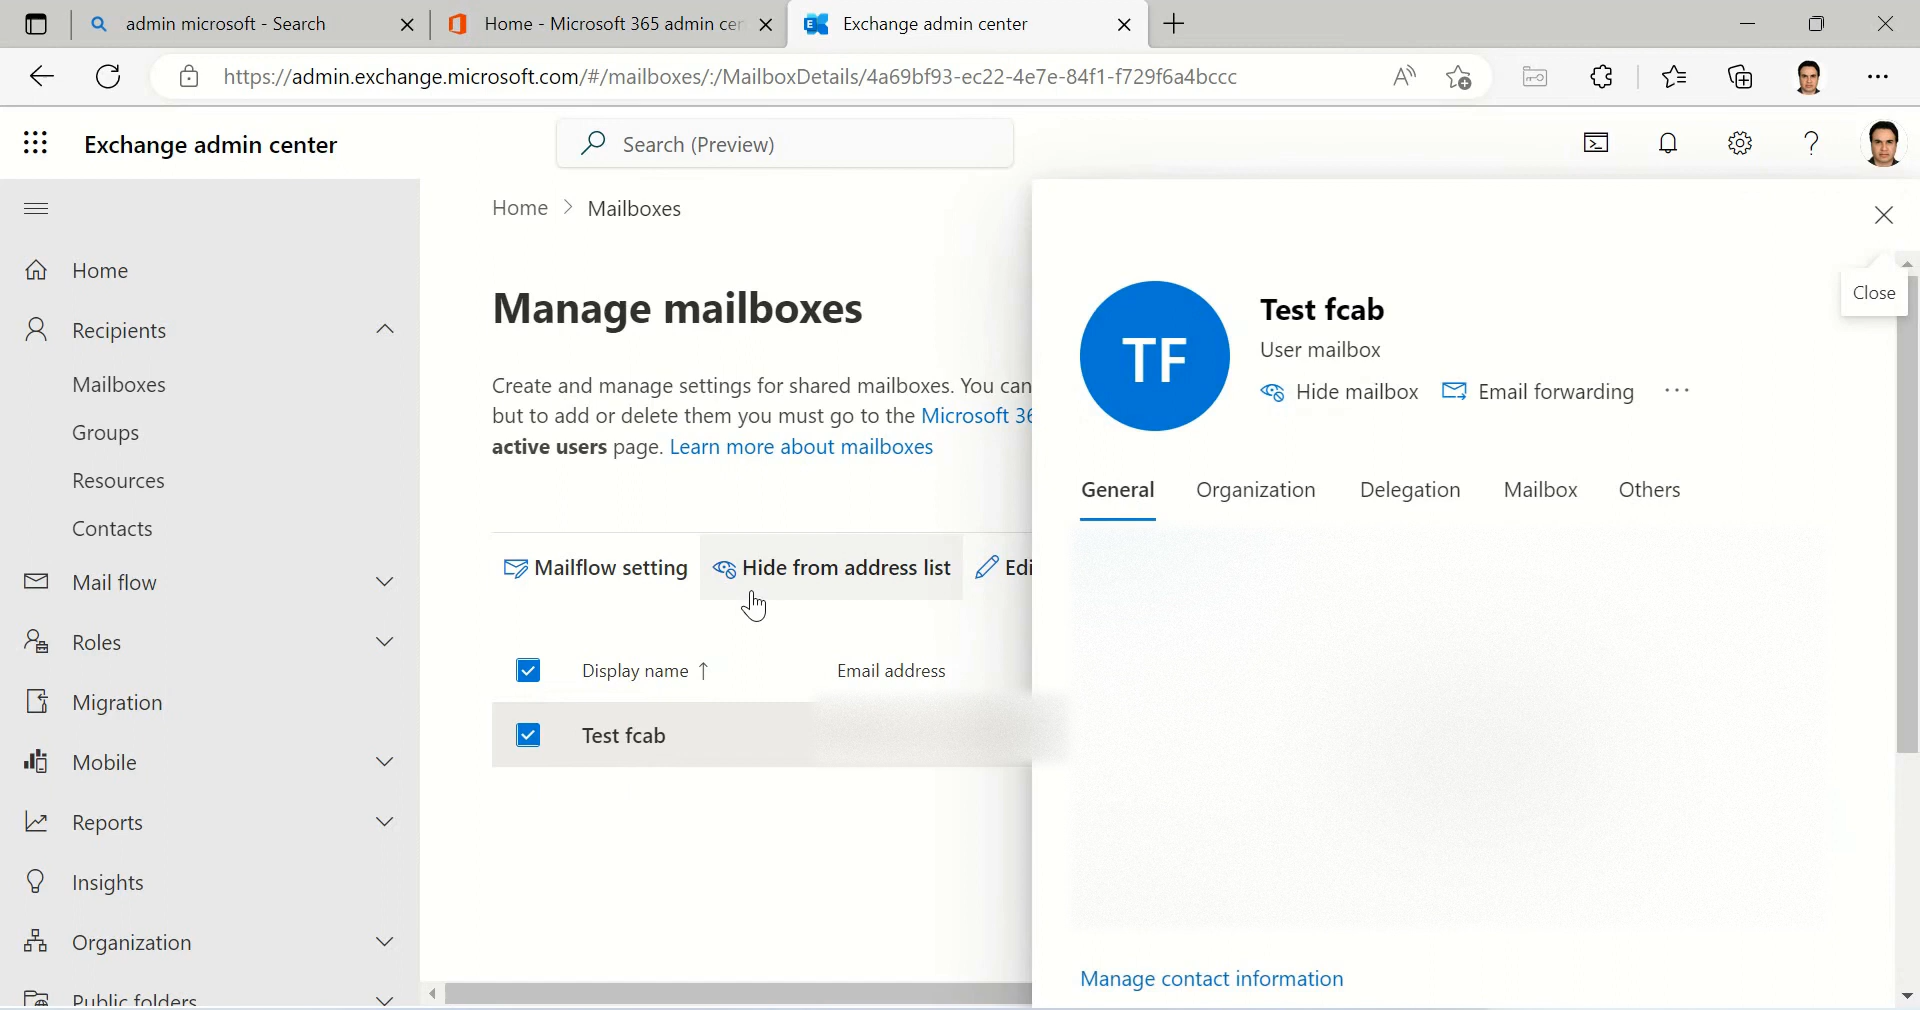 admin microsoft - Search
Home - Microsoft 365 admin cen
Exchange admin center
https://admin.exchange.microsoft.com/#/mailboxes/:/MailboxDetails/4a69bf93-ec22-4e7e-84f1-f729f6a4bccc
Exchange admin center
Search (Preview)
Home
Recipients
Mailboxes
Groups
Resources
Contacts
Mail flow
Roles
Migration
Mobile
Reports
Insights
Organization
Public folders
Home > Mailboxes
Manage mailboxes
Create and manage settings for shared mailboxes. You can
but to add or delete them you must go to the Microsoft 36
active users page. Learn more about mailboxes
Mailflow setting
Hide from address list
Edi
Display name ↑
Email address
Test fcab
Close
TF
Test fcab
User mailbox
Hide mailbox
Email forwarding
General
Organization
Delegation
Mailbox
Others
Manage contact information